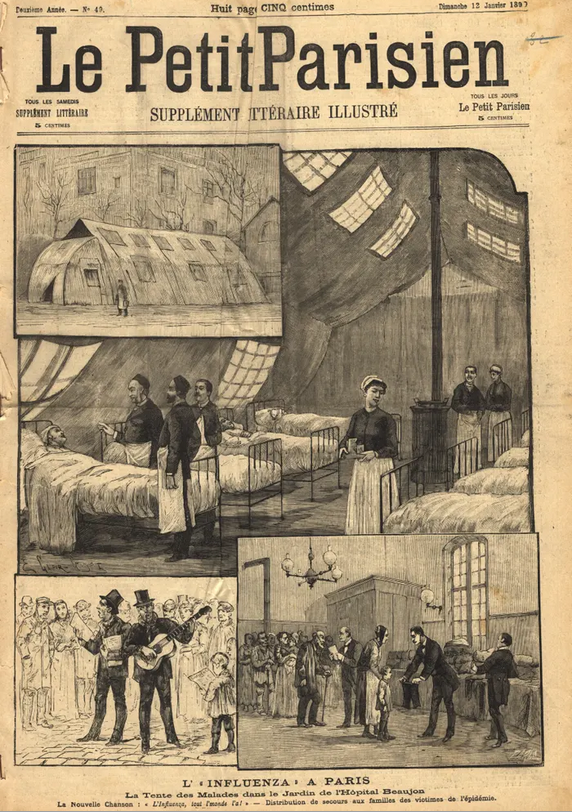 Deuxième Année. — No 49.
Huit pages CINQ centimes
Dimanche 12 Janvier 1890
Le Petit Parisien
TOUS LES SAMEDIS
SUPPLÉMENT LITTÉRAIRE
5 CENTIMES
SUPPLÉMENT LITTÉRAIRE ILLUSTRÉ
TOUS LES JOURS
Le Petit Parisien
5 CENTIMES
L' " INFLUENZA " A PARIS
La Tente des Malades dans le Jardin de l'Hôpital Beaujon
La Nouvelle Chanson : « L'Influenza, tout l'monde l'a! » — Distribution de secours aux familles des victimes de l'épidémie.